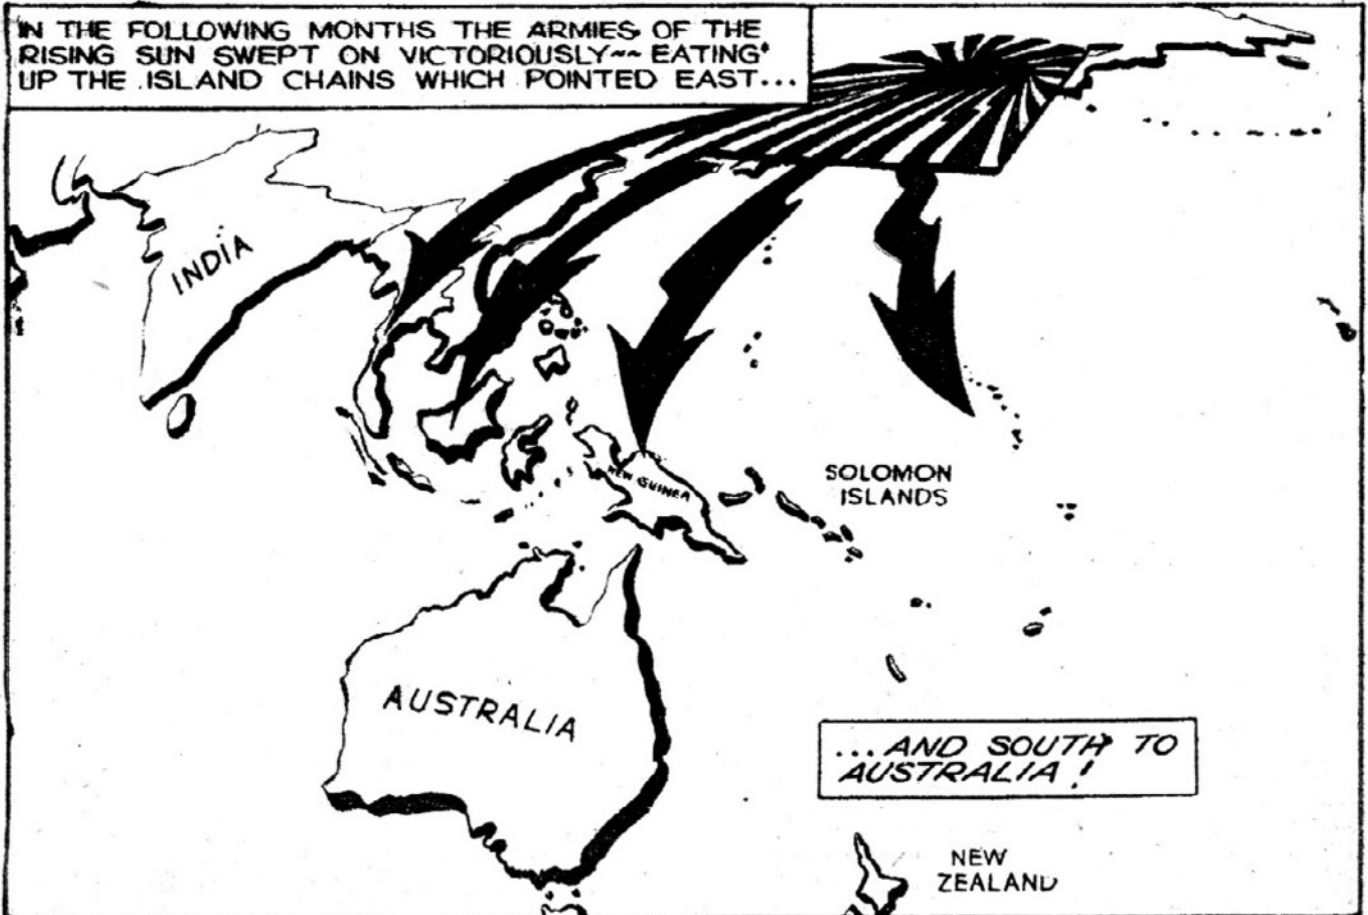 IN THE FOLLOWING MONTHS THE ARMIES OF THE
RISING SUN SWEPT ON VICTORIOUSLY~~EATING
UP THE ISLAND CHAINS WHICH POINTED EAST...
INDIA
NEW GUINEA
SOLOMON
ISLANDS
AUSTRALIA
...AND SOUTH TO
AUSTRALIA!
NEW
ZEALAND